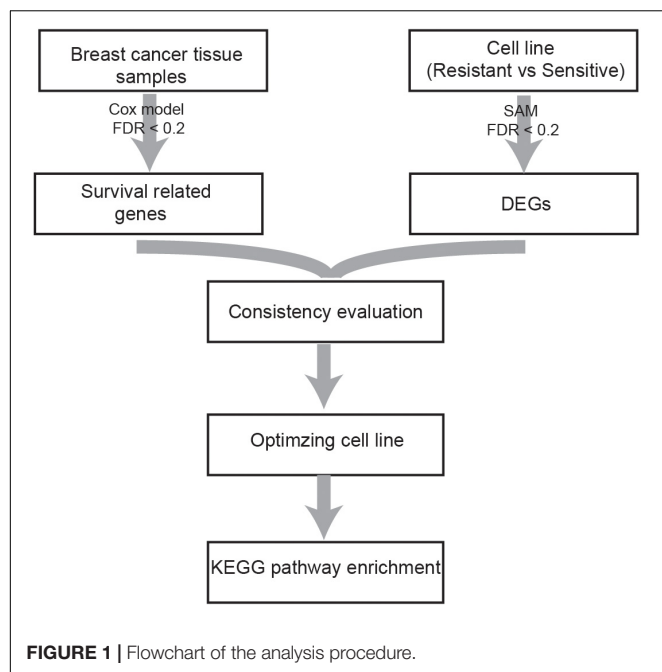 Breast cancer tissue
samples
Cell line
(Resistant vs Sensitive)
Cox model
FDR < 0.2
SAM
FDR < 0.2
Survival related
genes
DEGs
Consistency evaluation
Optimzing cell line
KEGG pathway enrichment
FIGURE 1 | Flowchart of the analysis procedure.